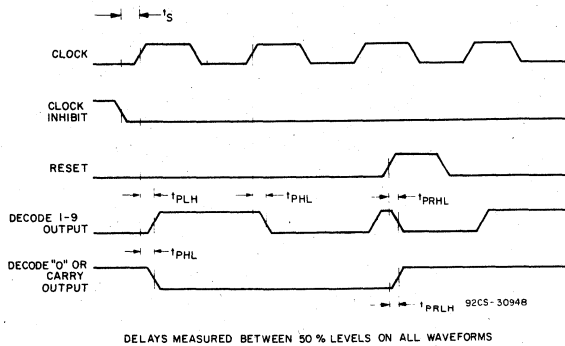 tS
CLOCK
CLOCK
INHIBIT
RESET
tPLH
tPHL
tPRHL
DECODE 1-9
OUTPUT
tPHL
DECODE "0" OR
CARRY
OUTPUT
tPRLH
92CS-30948
DELAYS MEASURED BETWEEN 50 % LEVELS ON ALL WAVEFORMS